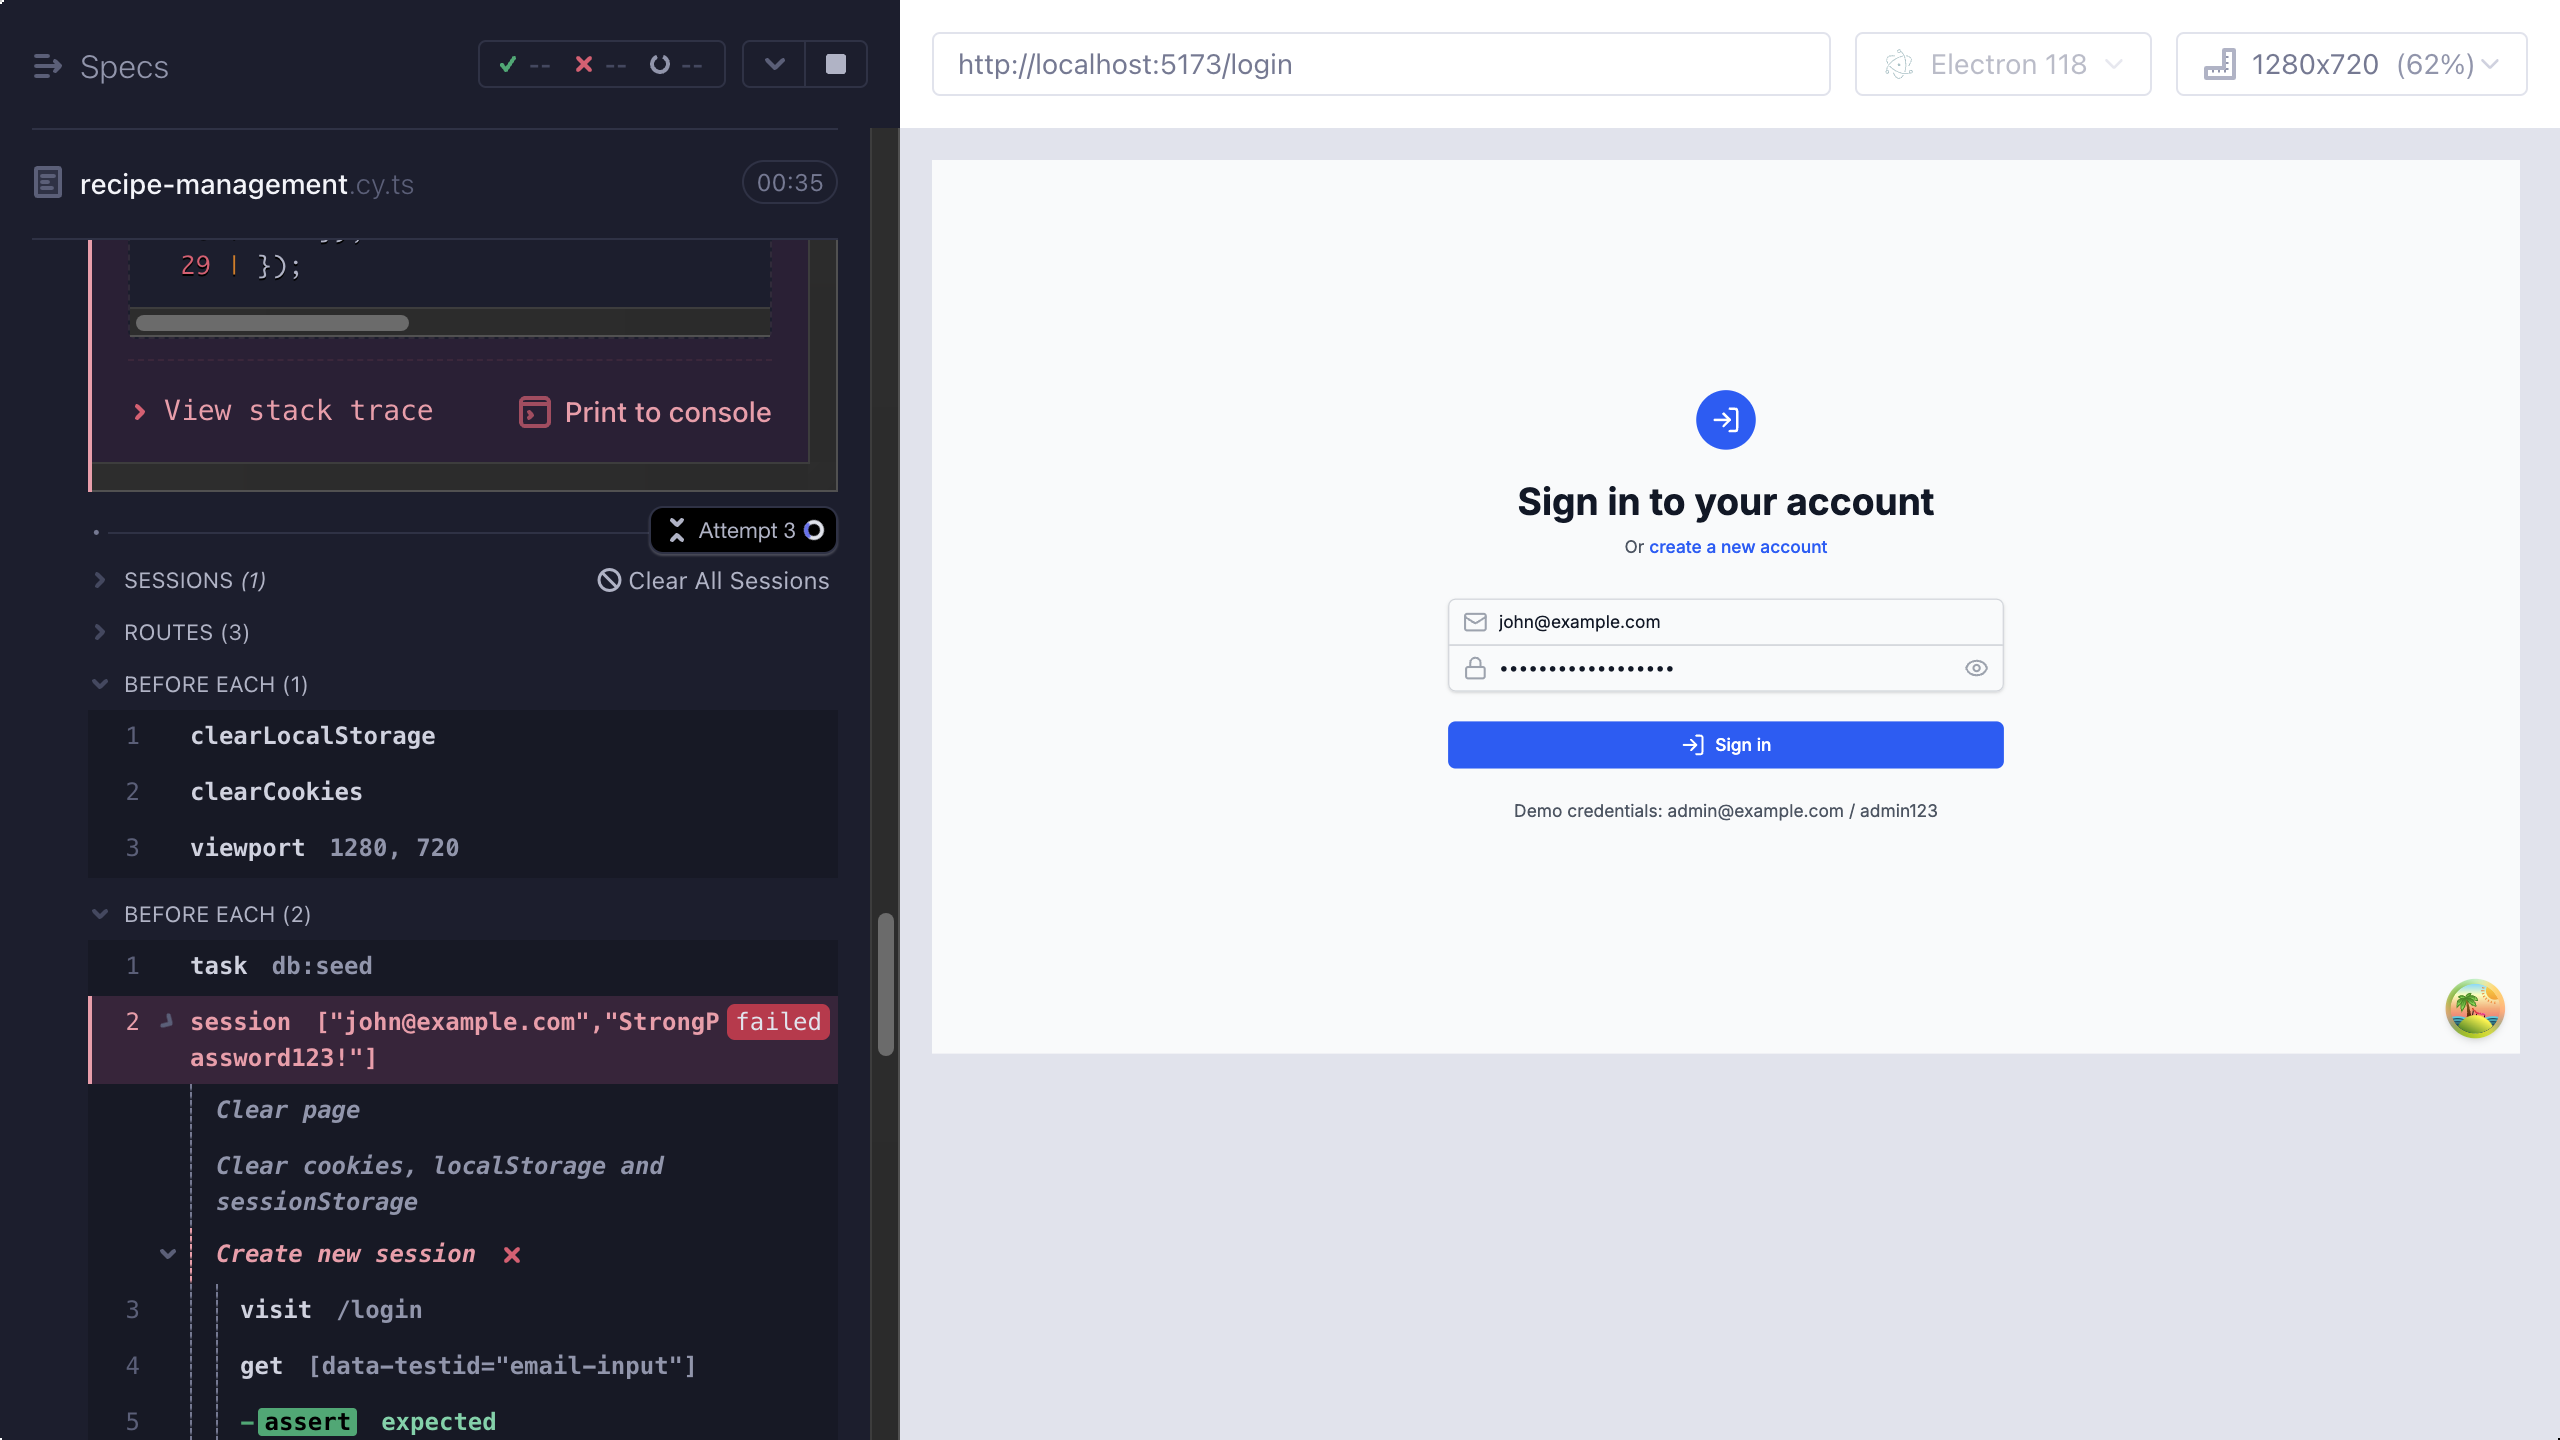 Specs
-- -- --
http://localhost:5173/login
Electron 118
1280x720 (62%)
recipe-management.cy.ts
00:35
29 | });
View stack trace
Print to console
Attempt 3
SESSIONS (1)
Clear All Sessions
ROUTES (3)
BEFORE EACH (1)
1 clearLocalStorage
2 clearCookies
3 viewport 1280, 720
BEFORE EACH (2)
1 task db:seed
2 session ["john@example.com","StrongP
failed
assword123!"]
Clear page
Clear cookies, localStorage and
sessionStorage
Create new session
3 visit /login
4 get [data-testid="email-input"]
5 -assert expected
Sign in to your account
Or create a new account
john@example.com
••••••••••••••••••
Sign in
Demo credentials: admin@example.com / admin123